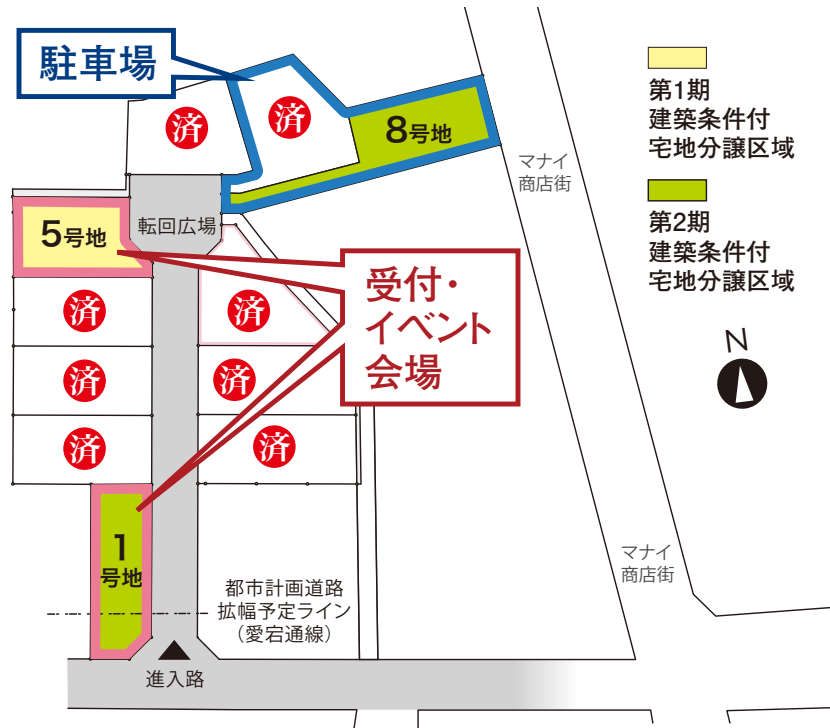 駐車場
済
済
8号地
マナイ
商店街
第1期
建築条件付
宅地分譲区域
第2期
建築条件付
宅地分譲区域
転回広場
5号地
受付・
イベント
会場
済
済
済
済
済
済
N
1
号地
マナイ
商店街
都市計画道路
拡幅予定ライン
（愛宕通線）
進入路